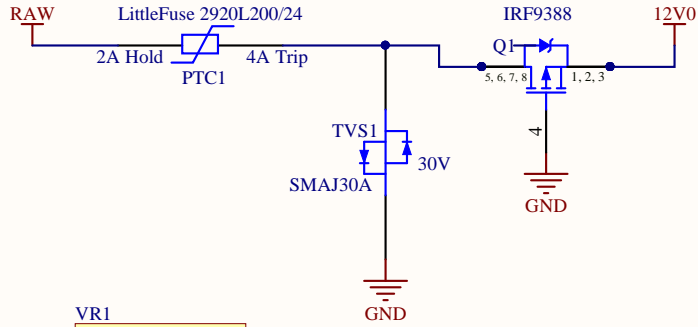 RAW
LittleFuse 2920L200/24
IRF9388
12V0
2A Hold
4A Trip
Q1
PTC1
5, 6, 7, 8
1, 2, 3
4
TVS1
30V
SMAJ30A
GND
GND
VR1